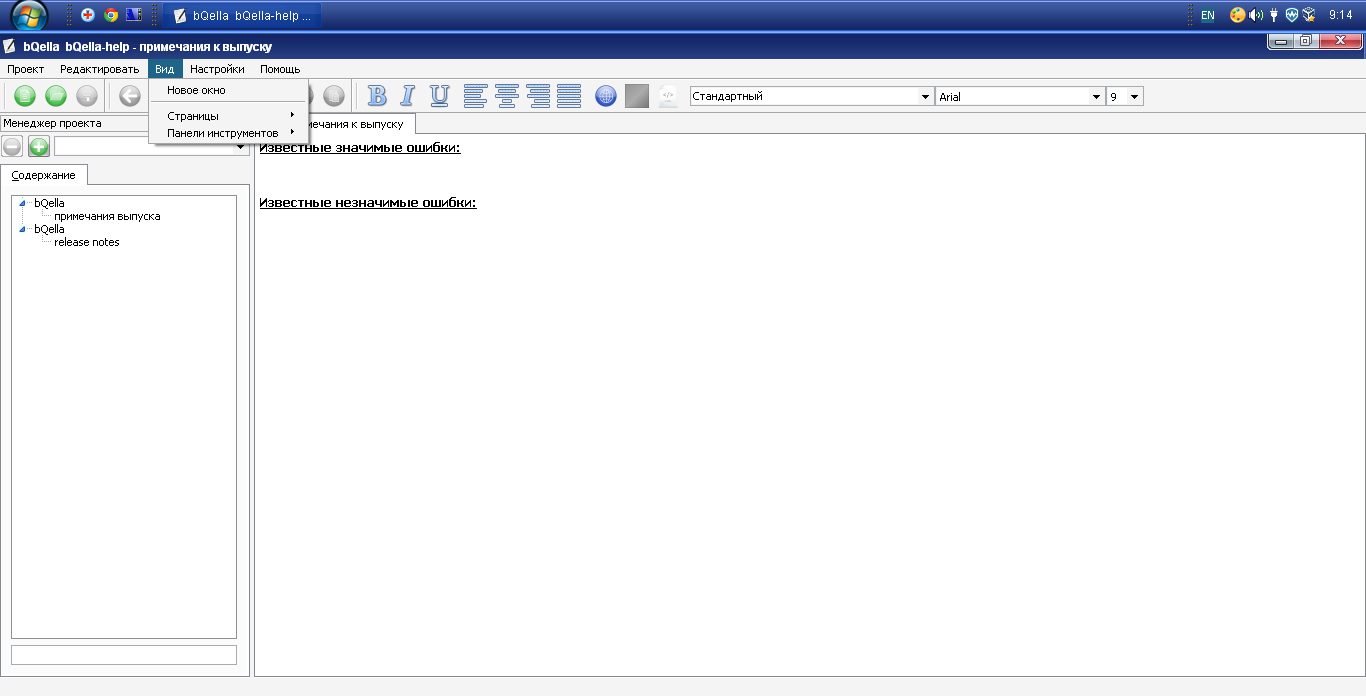 bQella bQella-help ...
EN
9:14
bQella bQella-help - примечания к выпуску
Проект Редактировать Вид Настройки Помощь
Новое окно
Страницы
Панели инструментов
B I U
Стандартный
Arial
9
Менеджер проекта
чания к выпуску
Содержание
bQella
примечания выпуска
bQella
release notes
Известные значимые ошибки:
Известные незначимые ошибки: